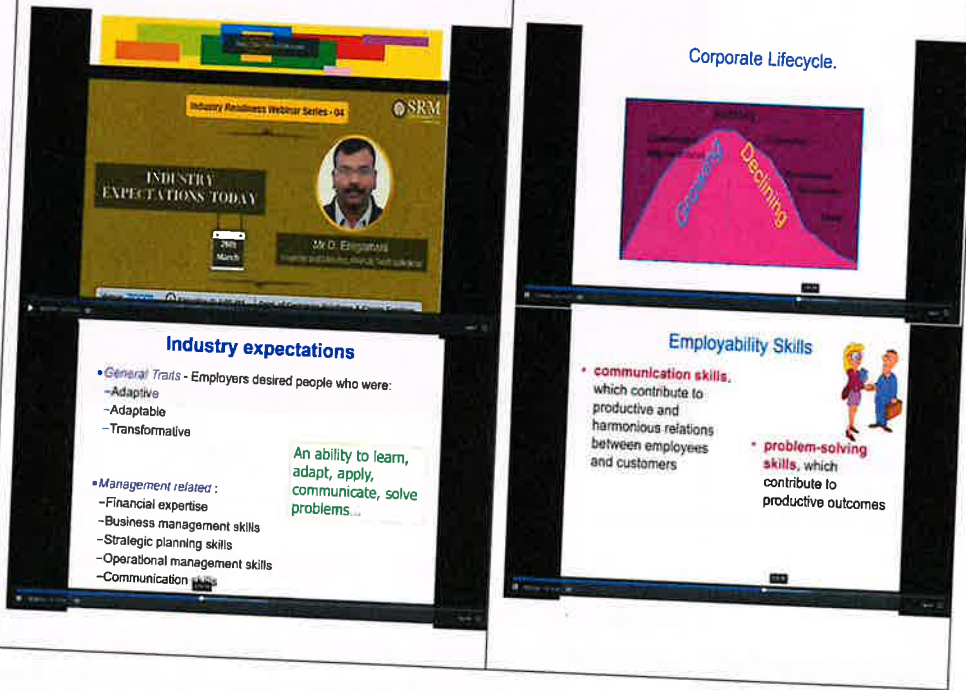 Industry Readiness Webinar Series - 04
SRM
INDUSTRY
EXPECTATIONS TODAY
26th
March
Mr D.
Corporate Lifecycle.
Growing
Declining
Industry expectations
•General Traits - Employers desired people who were:
–Adaptive
–Adaptable
–Transformative
An ability to learn,
adapt, apply,
communicate, solve
problems...
•Management related :
–Financial expertise
–Business management skills
–Strategic planning skills
–Operational management skills
–Communication skills
Employability Skills
• communication skills,
which contribute to
productive and
harmonious relations
between employees
and customers
• problem-solving
skills, which
contribute to
productive outcomes